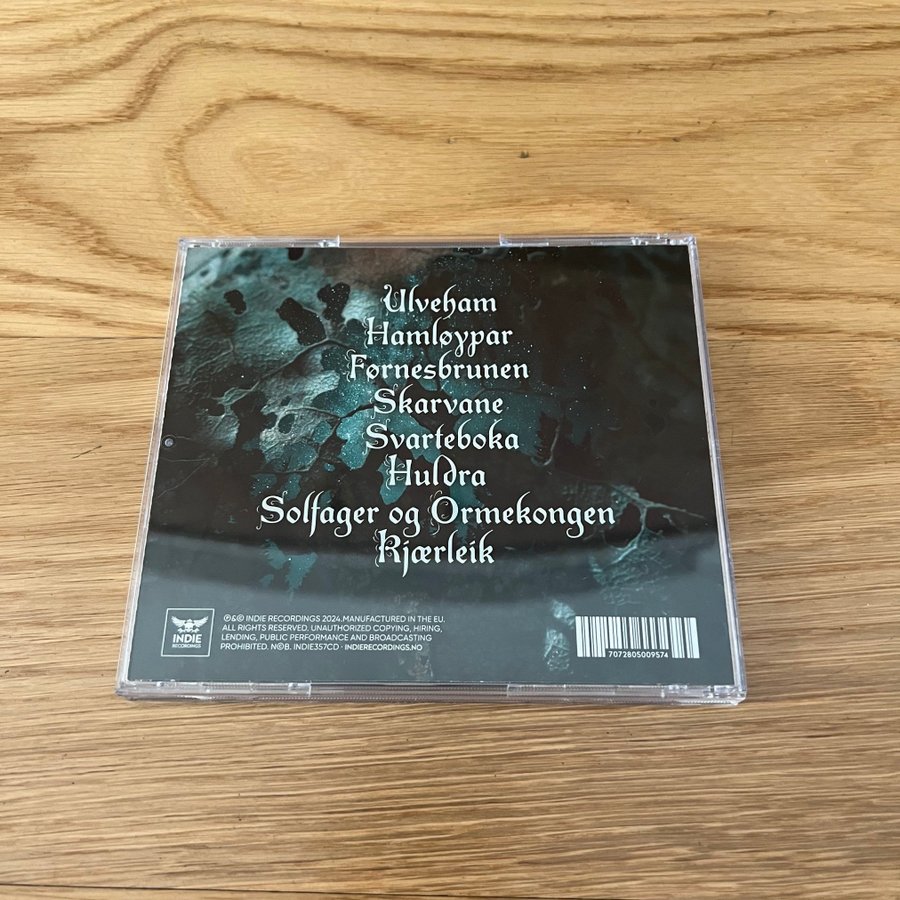 Ulveham
Hamløypar
Førnesbrunen
Skarvane
Svarteboka
Huldra
Solfager og Ormekongen
Kjærleik
INDIE
RECORDINGS
℗&© INDIE RECORDINGS 2024.MANUFACTURED IN THE EU.
ALL RIGHTS RESERVED. UNAUTHORIZED COPYING, HIRING,
LENDING, PUBLIC PERFORMANCE AND BROADCASTING
PROHIBITED. N©B. INDIE357CD · INDIERECORDINGS.NO
7072805009574